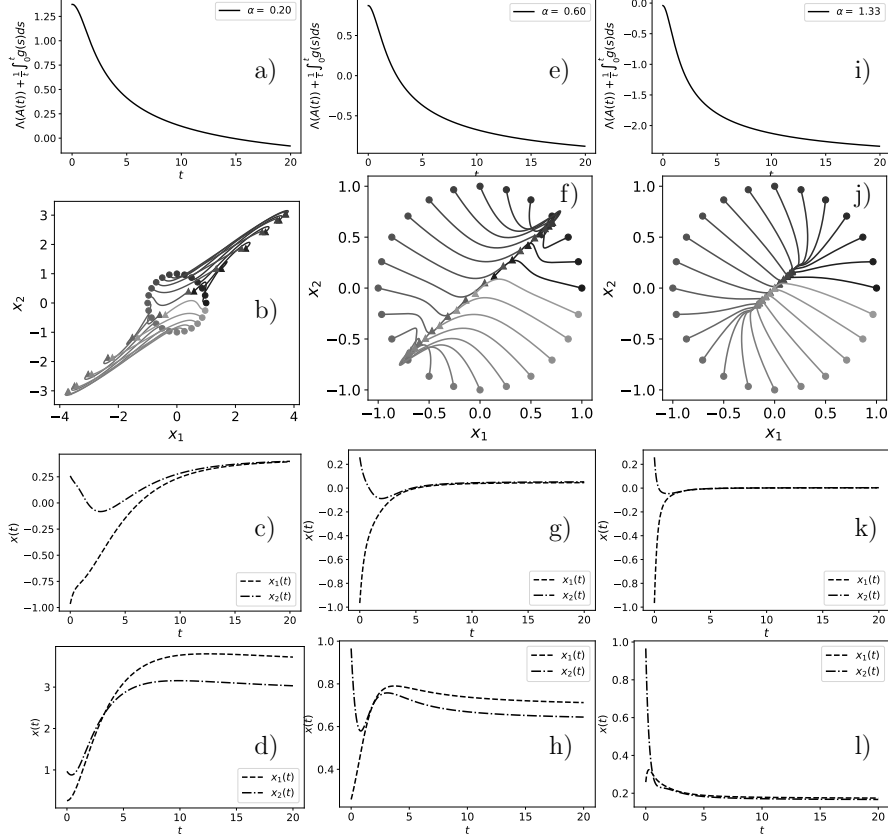 Λ(A(t)) + 1/t ∫₀ᵗ g(s)ds
1.25
1.00
0.75
0.50
0.25
0.00
α = 0.20
a)
0 5 10 15 20
t
Λ(A(t)) + 1/t ∫₀ᵗ g(s)ds
0.5
0.0
−0.5
α = 0.60
e)
0 5 10 15 20
t
Λ(A(t)) + 1/t ∫₀ᵗ g(s)ds
0.0
−0.5
−1.0
−1.5
−2.0
α = 1.33
i)
0 5 10 15 20
t
x₂
3
2
1
0
−1
−2
−3
b)
−4 −2 0 2 4
x₁
x₂
1.0
0.5
0.0
−0.5
−1.0
f)
−1.0 −0.5 0.0 0.5 1.0
x₁
x₂
1.0
0.5
0.0
−0.5
−1.0
j)
−1.0 −0.5 0.0 0.5 1.0
x₁
x(t)
0.25
0.00
−0.25
−0.50
−0.75
−1.00
c)
x₁(t)
x₂(t)
0 5 10 15 20
t
x(t)
0.2
0.0
−0.2
−0.4
−0.6
−0.8
−1.0
g)
x₁(t)
x₂(t)
0 5 10 15 20
t
x(t)
0.2
0.0
−0.2
−0.4
−0.6
−0.8
−1.0
k)
x₁(t)
x₂(t)
0 5 10 15 20
t
x(t)
3
2
1
d)
x₁(t)
x₂(t)
0 5 10 15 20
x(t)
1.0
0.8
0.6
0.4
x₁(t)
x₂(t)
h)
0 5 10 15 20
x(t)
1.0
0.8
0.6
0.4
0.2
x₁(t)
x₂(t)
l)
0 5 10 15 20